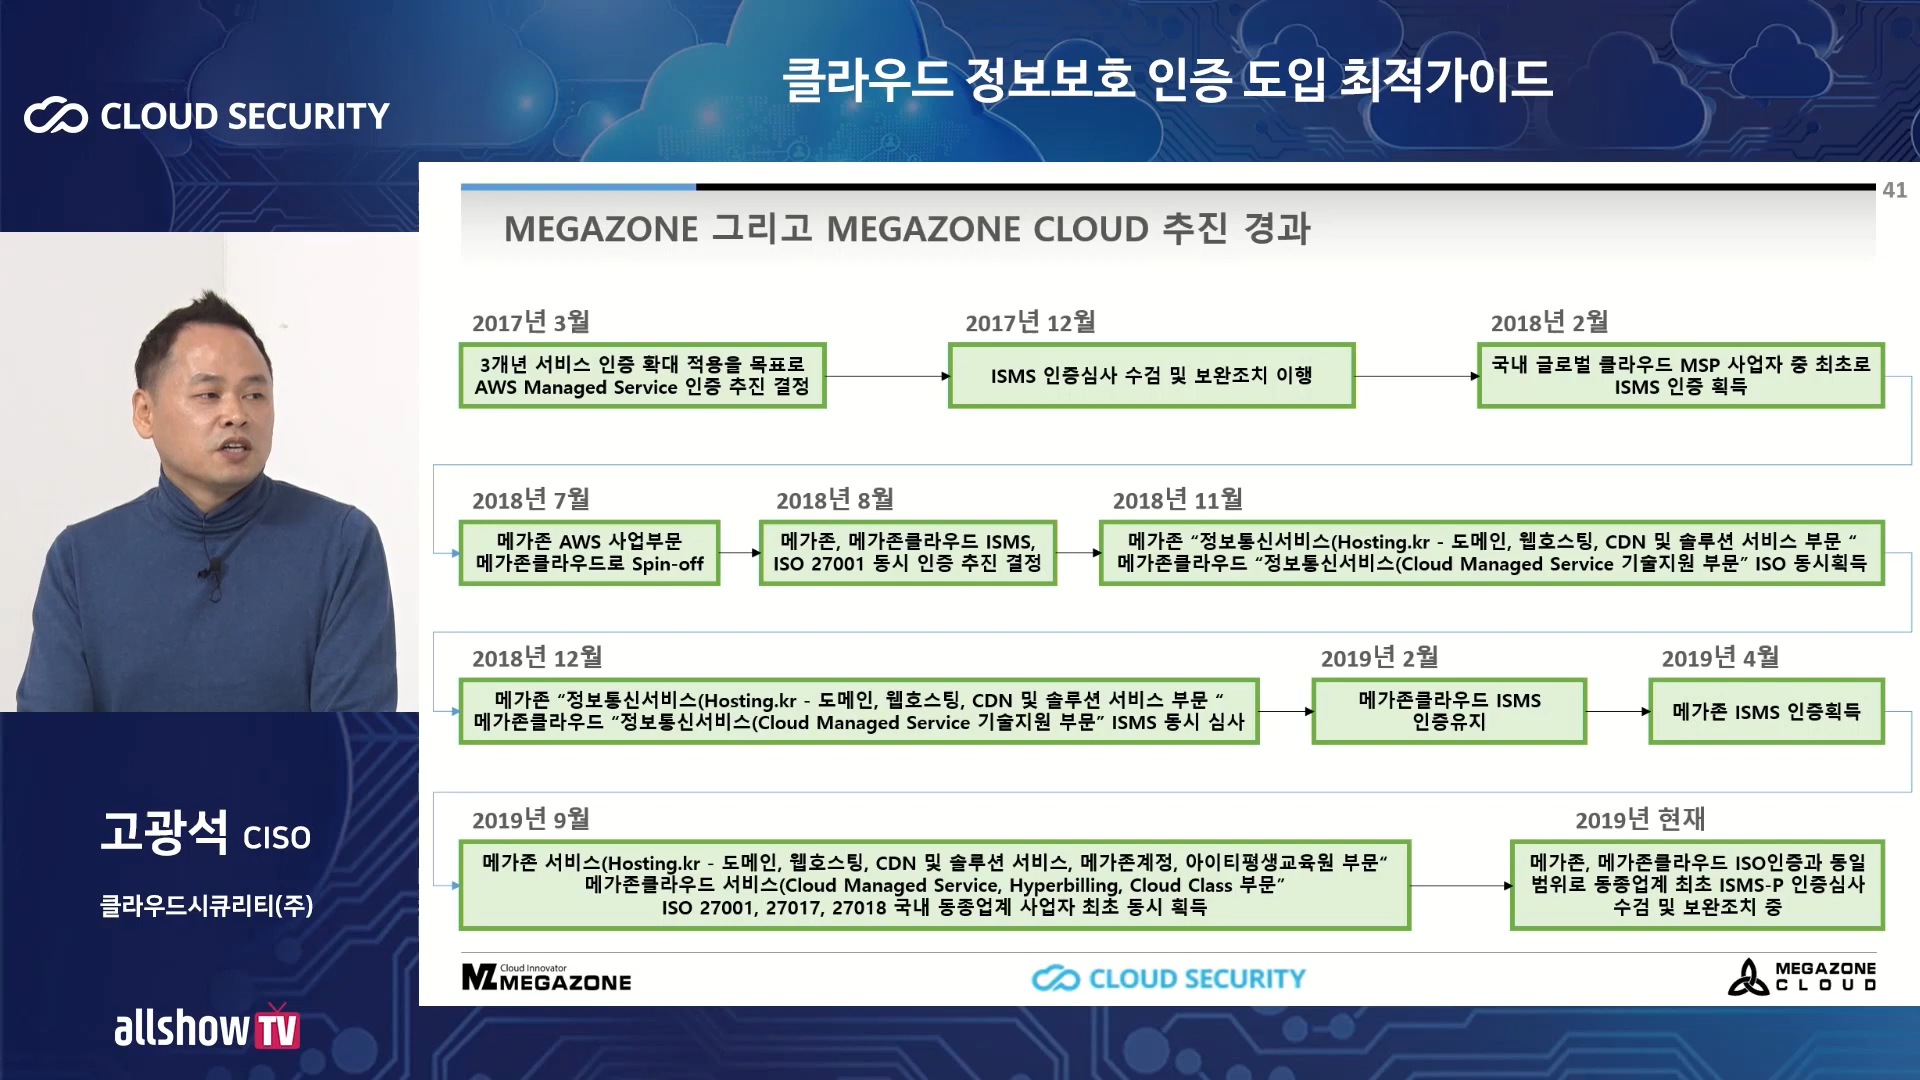 클라우드 정보보호 인증 도입 최적가이드
CLOUD SECURITY
41
MEGAZONE 그리고 MEGAZONE CLOUD 추진 경과
2017년 3월
3개년 서비스 인증 확대 적용을 목표로
AWS Managed Service 인증 추진 결정
2017년 12월
ISMS 인증심사 수검 및 보완조치 이행
2018년 2월
국내 글로벌 클라우드 MSP 사업자 중 최초로
ISMS 인증 획득
2018년 7월
메가존 AWS 사업부문
메가존클라우드로 Spin-off
2018년 8월
메가존, 메가존클라우드 ISMS,
ISO 27001 동시 인증 추진 결정
2018년 11월
메가존 “정보통신서비스(Hosting.kr - 도메인, 웹호스팅, CDN 및 솔루션 서비스 부문 “
메가존클라우드 “정보통신서비스(Cloud Managed Service 기술지원 부문” ISO 동시획득
2018년 12월
메가존 “정보통신서비스(Hosting.kr - 도메인, 웹호스팅, CDN 및 솔루션 서비스 부문 “
메가존클라우드 “정보통신서비스(Cloud Managed Service 기술지원 부문” ISMS 동시 심사
2019년 2월
메가존클라우드 ISMS
인증유지
2019년 4월
메가존 ISMS 인증획득
2019년 9월
메가존 서비스(Hosting.kr - 도메인, 웹호스팅, CDN 및 솔루션 서비스, 메가존계정, 아이티평생교육원 부문“
메가존클라우드 서비스(Cloud Managed Service, Hyperbilling, Cloud Class 부문”
ISO 27001, 27017, 27018 국내 동종업계 사업자 최초 동시 획득
2019년 현재
메가존, 메가존클라우드 ISO인증과 동일
범위로 동종업계 최초 ISMS-P 인증심사
수검 및 보완조치 중
고광석 CISO
클라우드시큐리티(주)
allshow TV
MZ Cloud Innovator
MEGAZONE
CLOUD SECURITY
MEGAZONE
CLOUD